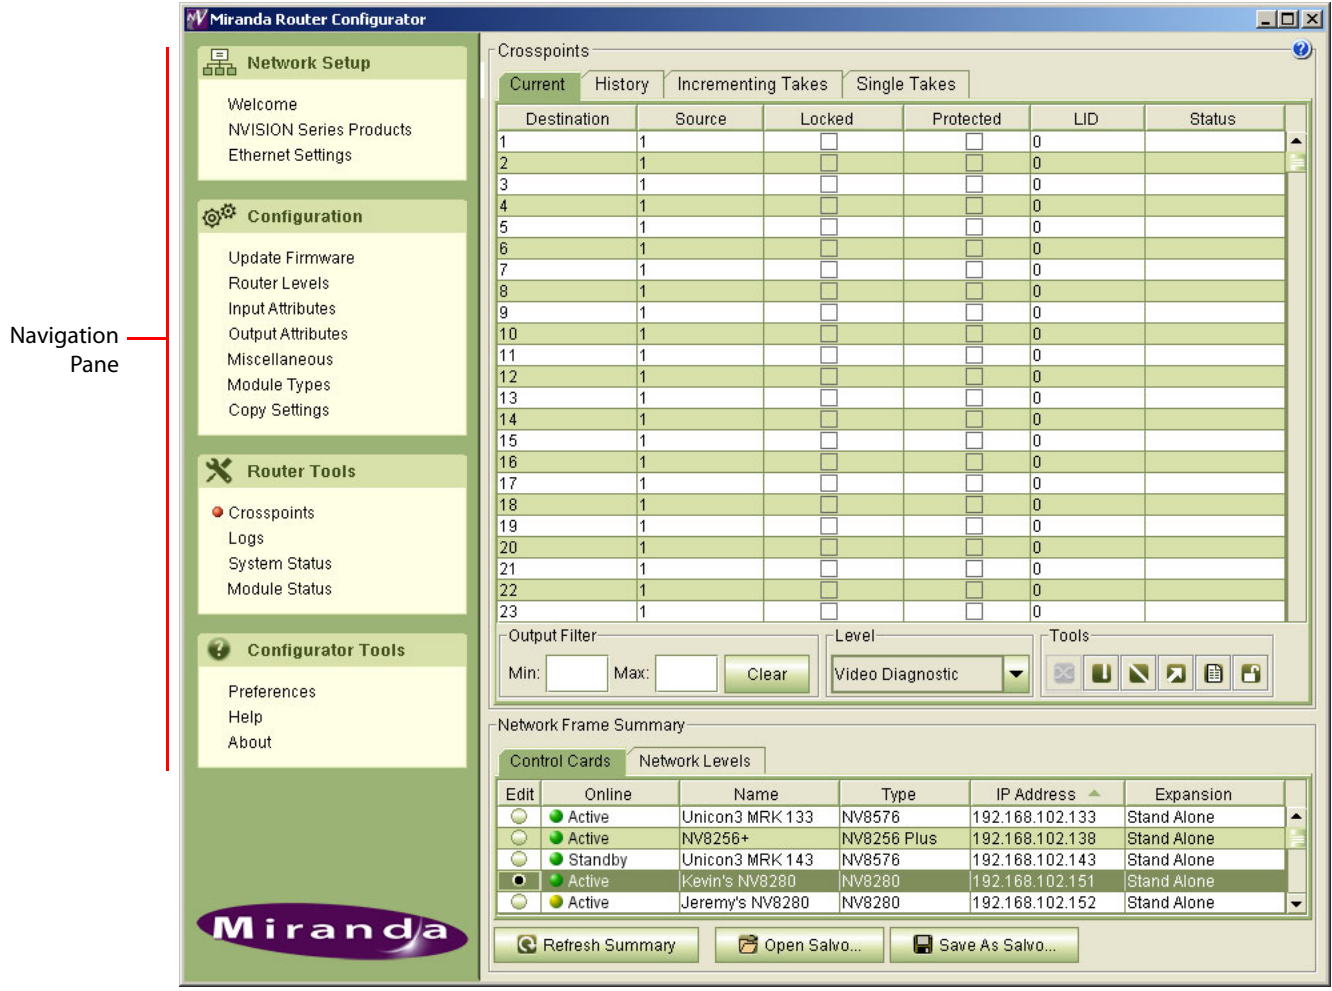 Miranda Router Configurator
Navigation
Pane
Network Setup
Welcome
NVISION Series Products
Ethernet Settings
Configuration
Update Firmware
Router Levels
Input Attributes
Output Attributes
Miscellaneous
Module Types
Copy Settings
Router Tools
Crosspoints
Logs
System Status
Module Status
Configurator Tools
Preferences
Help
About
Miranda
Crosspoints
Current History Incrementing Takes Single Takes
Destination Source Locked Protected LID Status
1 1 0
2 1 0
3 1 0
4 1 0
5 1 0
6 1 0
7 1 0
8 1 0
9 1 0
10 1 0
11 1 0
12 1 0
13 1 0
14 1 0
15 1 0
16 1 0
17 1 0
18 1 0
19 1 0
20 1 0
21 1 0
22 1 0
23 1 0
Output Filter Level Tools
Min: Max: Clear Video Diagnostic
Network Frame Summary
Control Cards Network Levels
Edit Online Name Type IP Address Expansion
Active Unicon3 MRK 133 NV8576 192.168.102.133 Stand Alone
Active NV8256+ NV8256 Plus 192.168.102.138 Stand Alone
Standby Unicon3 MRK 143 NV8576 192.168.102.143 Stand Alone
Active Kevin's NV8280 NV8280 192.168.102.151 Stand Alone
Active Jeremy's NV8280 NV8280 192.168.102.152 Stand Alone
Refresh Summary Open Salvo... Save As Salvo...